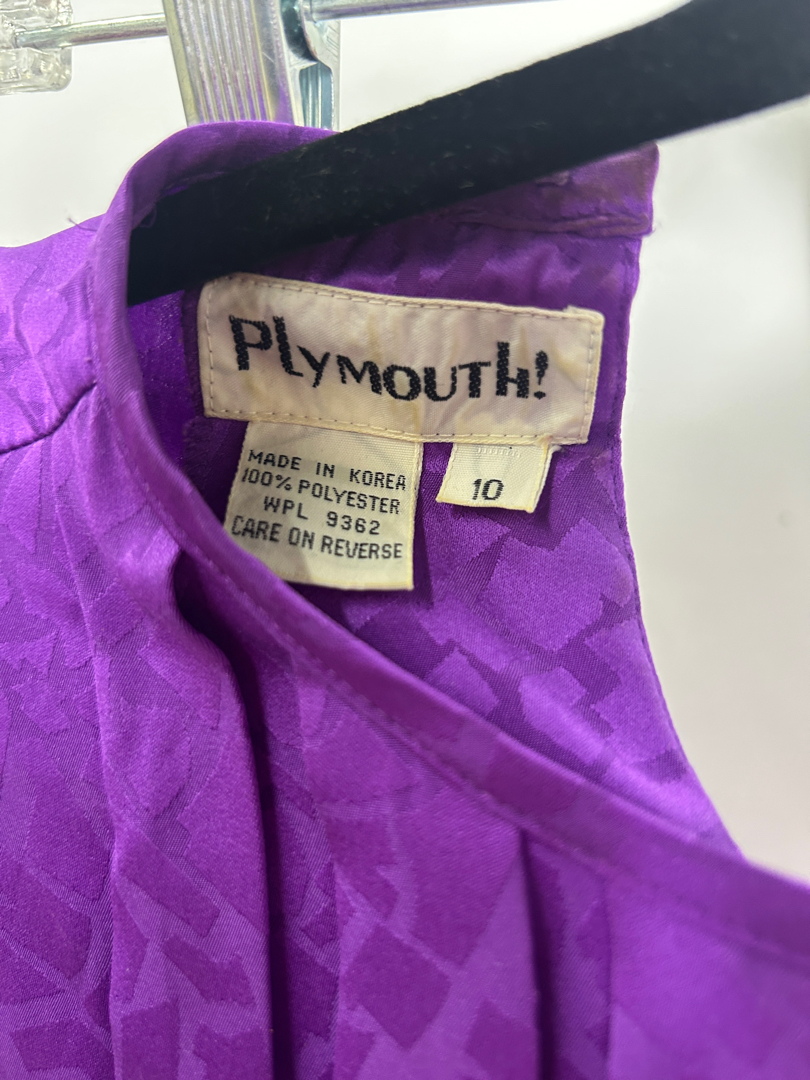 PLyMOUTh!
MADE IN KOREA
100% POLYESTER
WPL 9362
CARE ON REVERSE
10